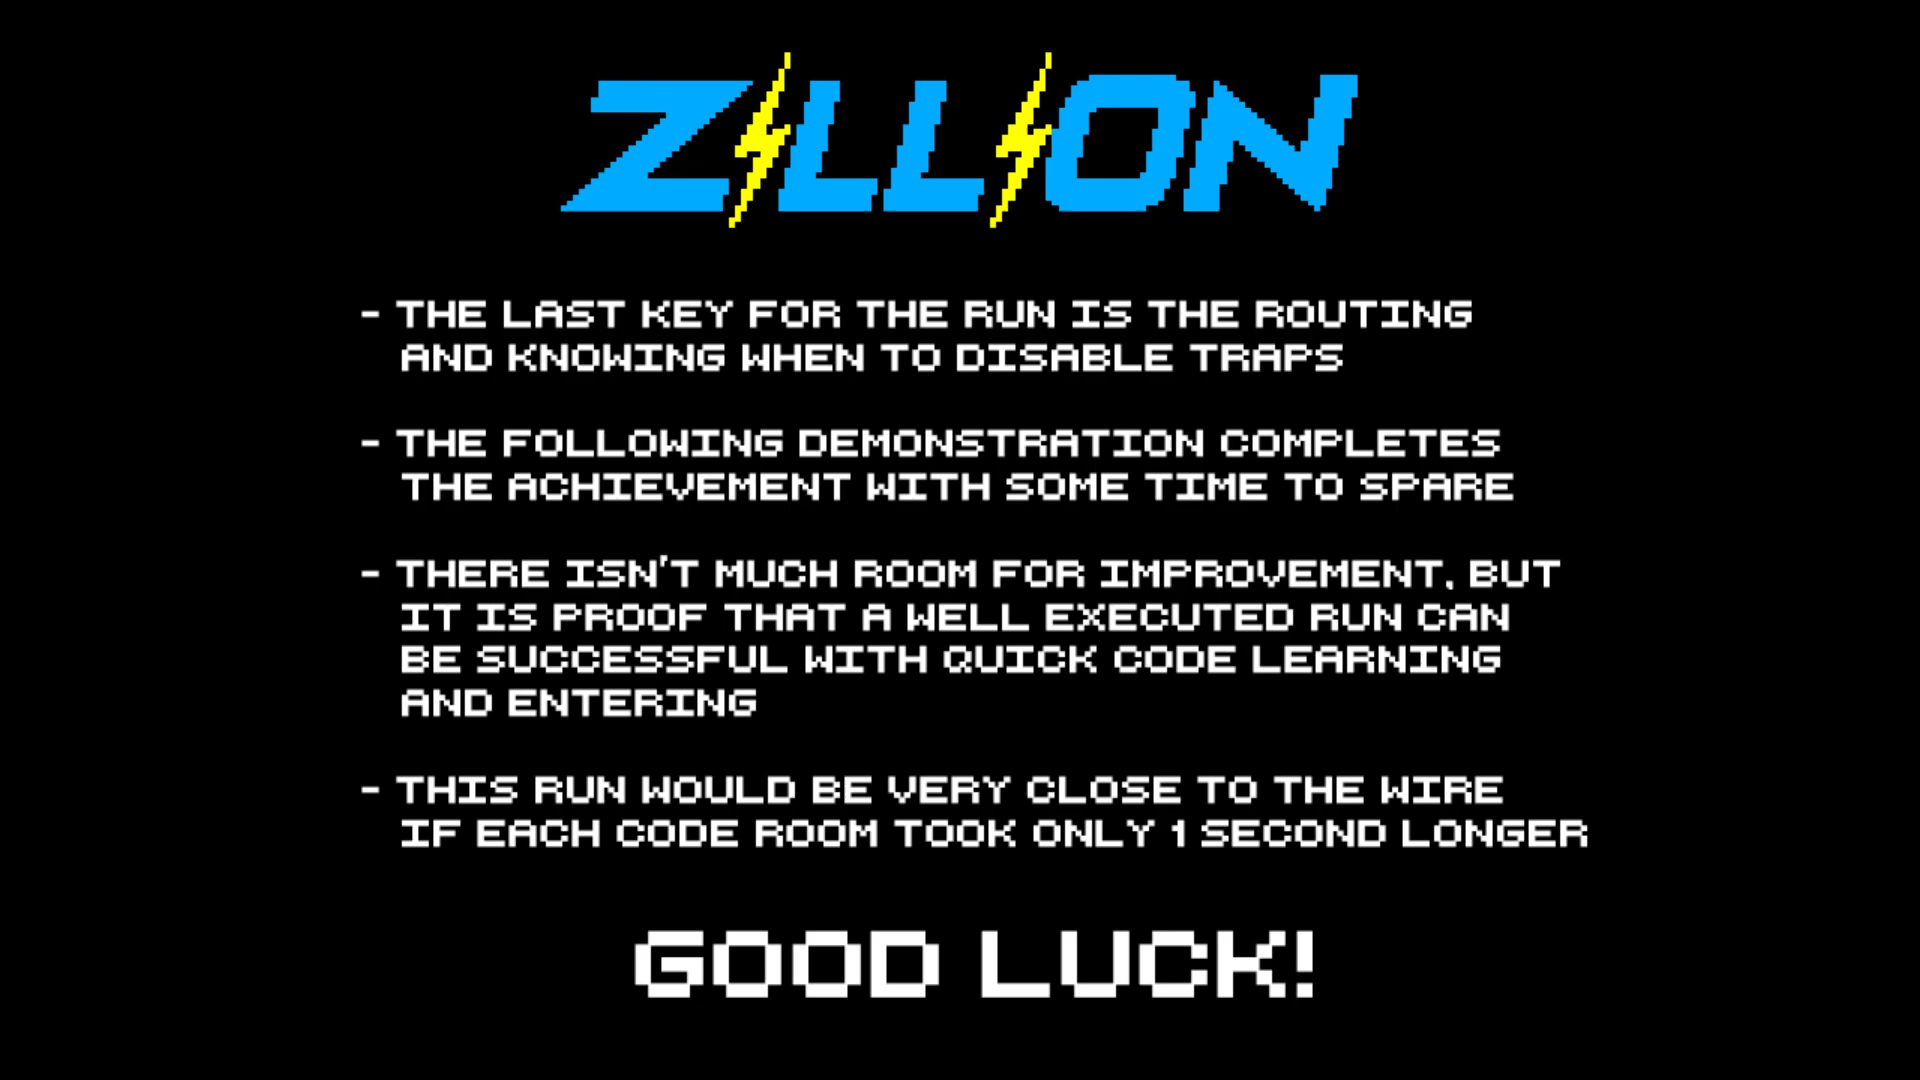 ZILLION
- THE LAST KEY FOR THE RUN IS THE ROUTING
AND KNOWING WHEN TO DISABLE TRAPS
- THE FOLLOWING DEMONSTRATION COMPLETES
THE ACHIEVEMENT WITH SOME TIME TO SPARE
- THERE ISN'T MUCH ROOM FOR IMPROVEMENT, BUT
IT IS PROOF THAT A WELL EXECUTED RUN CAN
BE SUCCESSFUL WITH QUICK CODE LEARNING
AND ENTERING
- THIS RUN WOULD BE VERY CLOSE TO THE WIRE
IF EACH CODE ROOM TOOK ONLY 1 SECOND LONGER
GOOD LUCK!